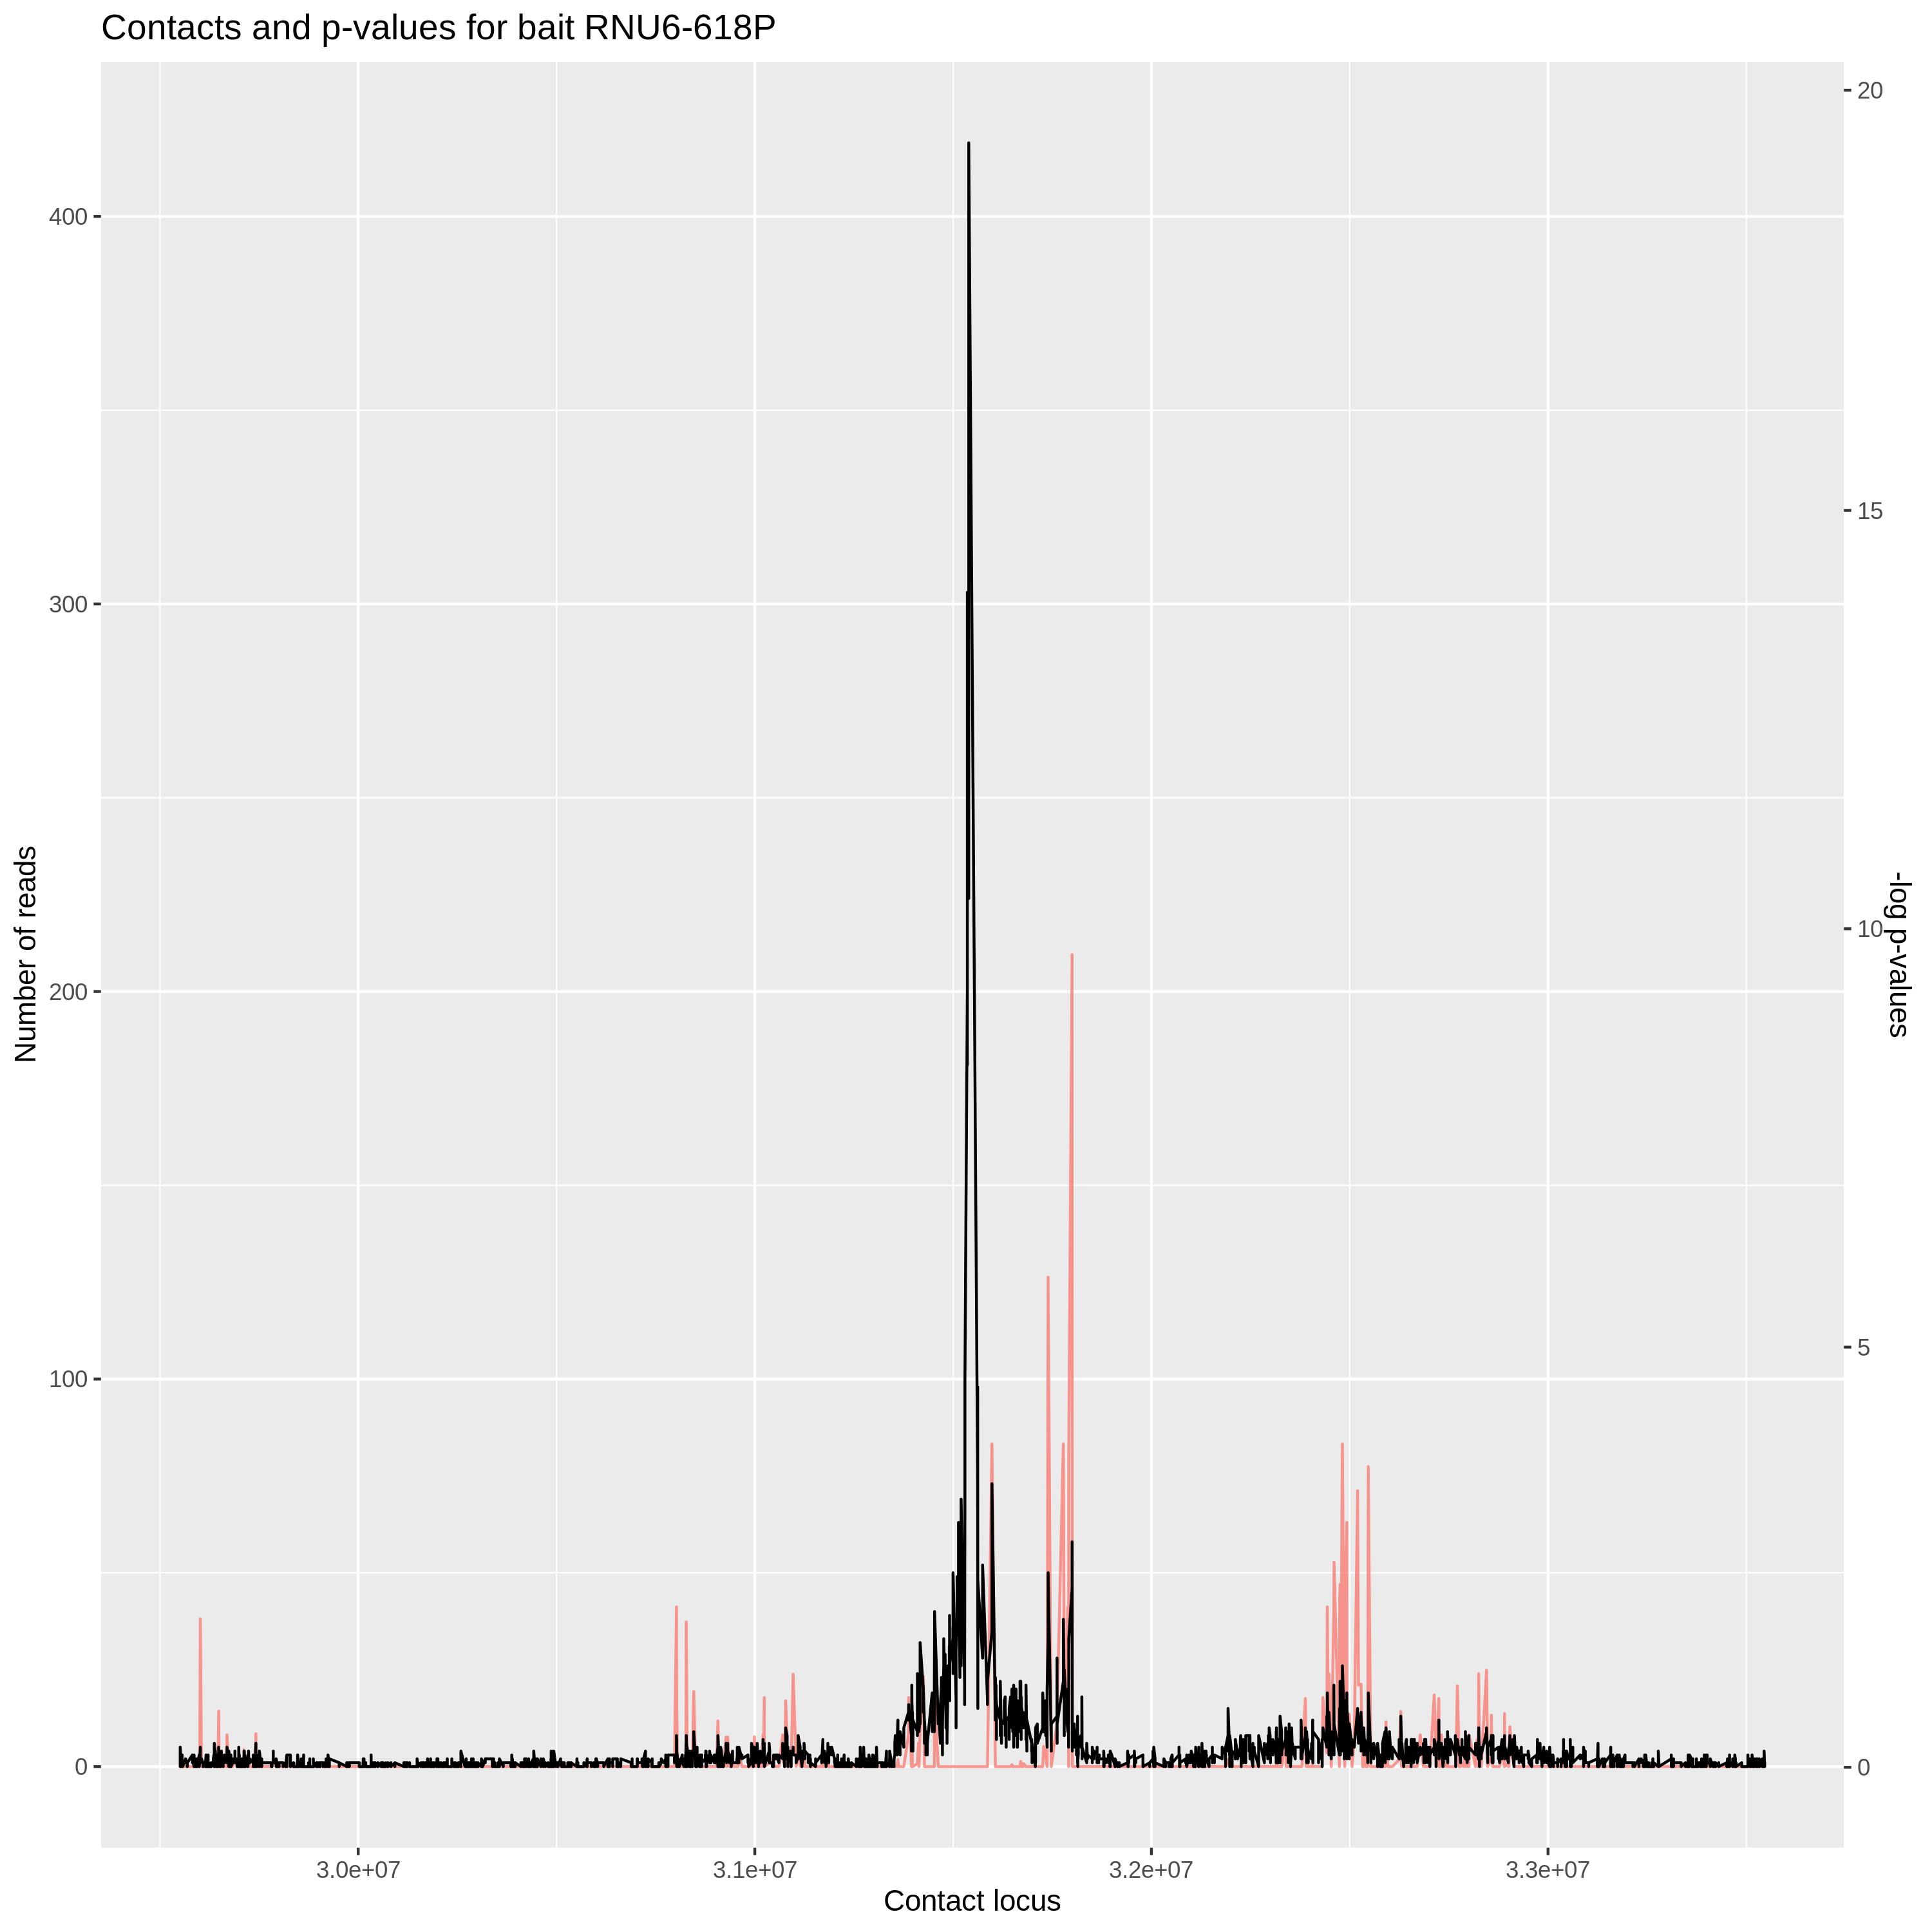 Contacts and p-values for bait RNU6-618P
20
400
15
300
Number of reads
-log p-values
10
200
5
100
0
0
3.0e+07
3.1e+07
3.2e+07
3.3e+07
Contact locus